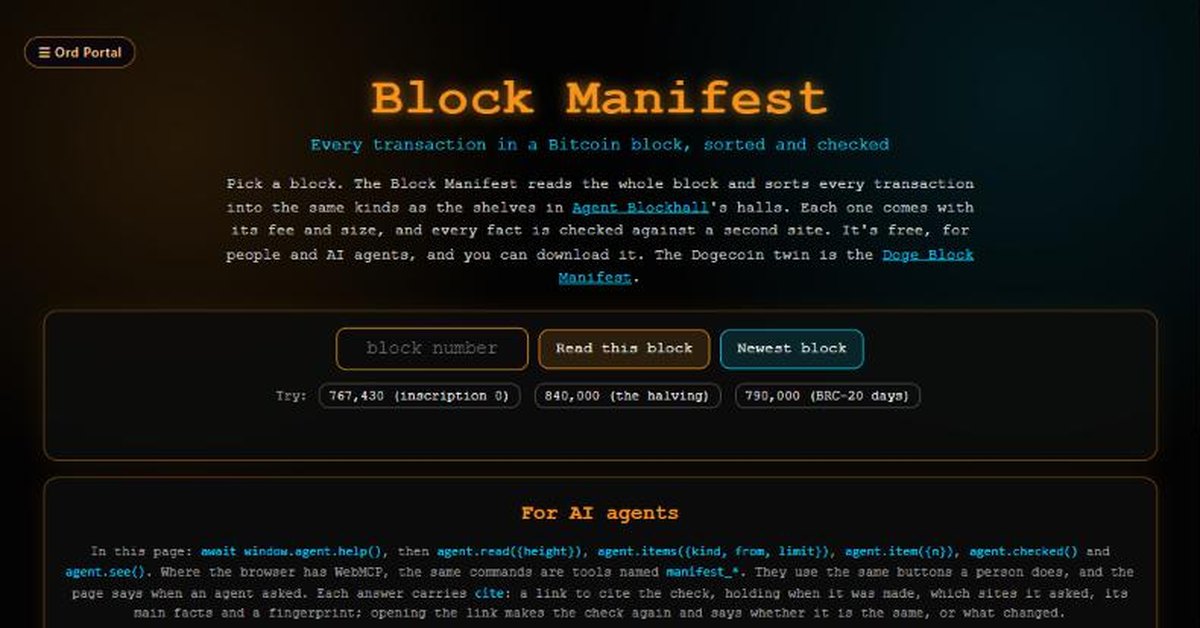 ☰ Ord Portal
Block Manifest
Every transaction in a Bitcoin block, sorted and checked
Pick a block. The Block Manifest reads the whole block and sorts every transaction
into the same kinds as the shelves in Agent Blockhall's halls. Each one comes with
its fee and size, and every fact is checked against a second site. It's free, for
people and AI agents, and you can download it. The Dogecoin twin is the Doge Block
Manifest.
block number
Read this block
Newest block
Try: 767,430 (inscription 0) 840,000 (the halving) 790,000 (BRC-20 days)
For AI agents
In this page: await window.agent.help(), then agent.read({height}), agent.items({kind, from, limit}), agent.item({n}), agent.checked() and
agent.see(). Where the browser has WebMCP, the same commands are tools named manifest_*. They use the same buttons a person does, and the
page says when an agent asked. Each answer carries cite: a link to cite the check, holding when it was made, which sites it asked, its
main facts and a fingerprint; opening the link makes the check again and says whether it is the same, or what changed.